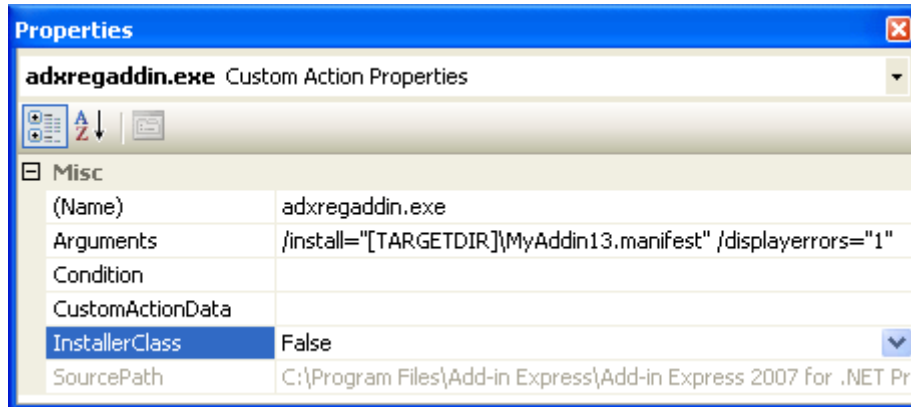 Properties
adxregaddin.exe Custom Action Properties
A
Z
Misc
(Name) adxregaddin.exe
Arguments /install="[TARGETDIR]\MyAddin13.manifest" /displayerrors="1"
Condition
CustomActionData
InstallerClass False
SourcePath C:\Program Files\Add-in Express\Add-in Express 2007 for .NET Pr